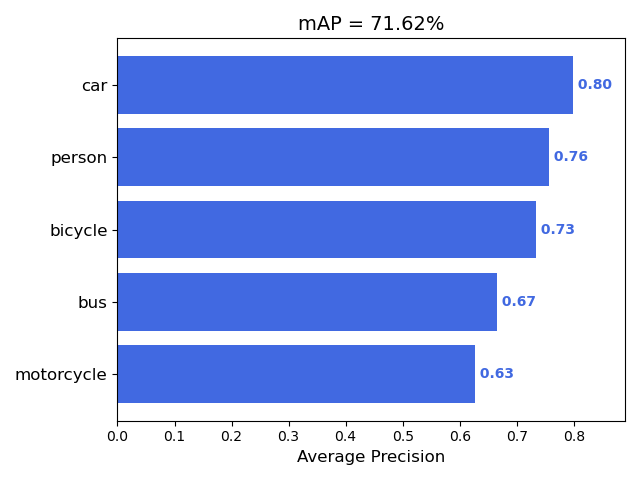 mAP = 71.62%
car 0.80
person 0.76
bicycle 0.73
bus 0.67
motorcycle 0.63
0.0 0.1 0.2 0.3 0.4 0.5 0.6 0.7 0.8
Average Precision